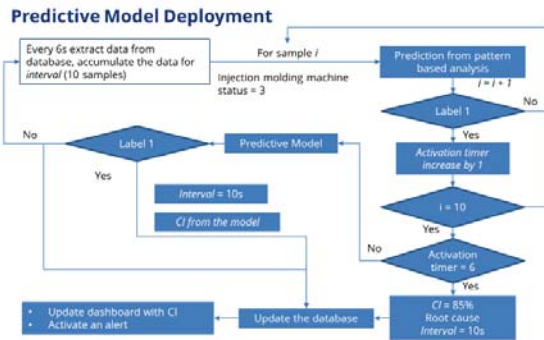 Predictive Model Deployment
Every 6s extract data from
database, accumulate the data for
interval (10 samples)
For sample i
Injection molding machine
status = 3
Prediction from pattern
based analysis
i = i + 1
Label 1
No
Yes
Activation timer
increase by 1
i = 10
Yes
Activation
timer = 6
No
Yes
CI = 85%
Root cause
Interval = 10s
Predictive Model
Label 1
No
Yes
Interval = 10s
CI from the model
Update the database
• Update dashboard with CI
• Activate an alert